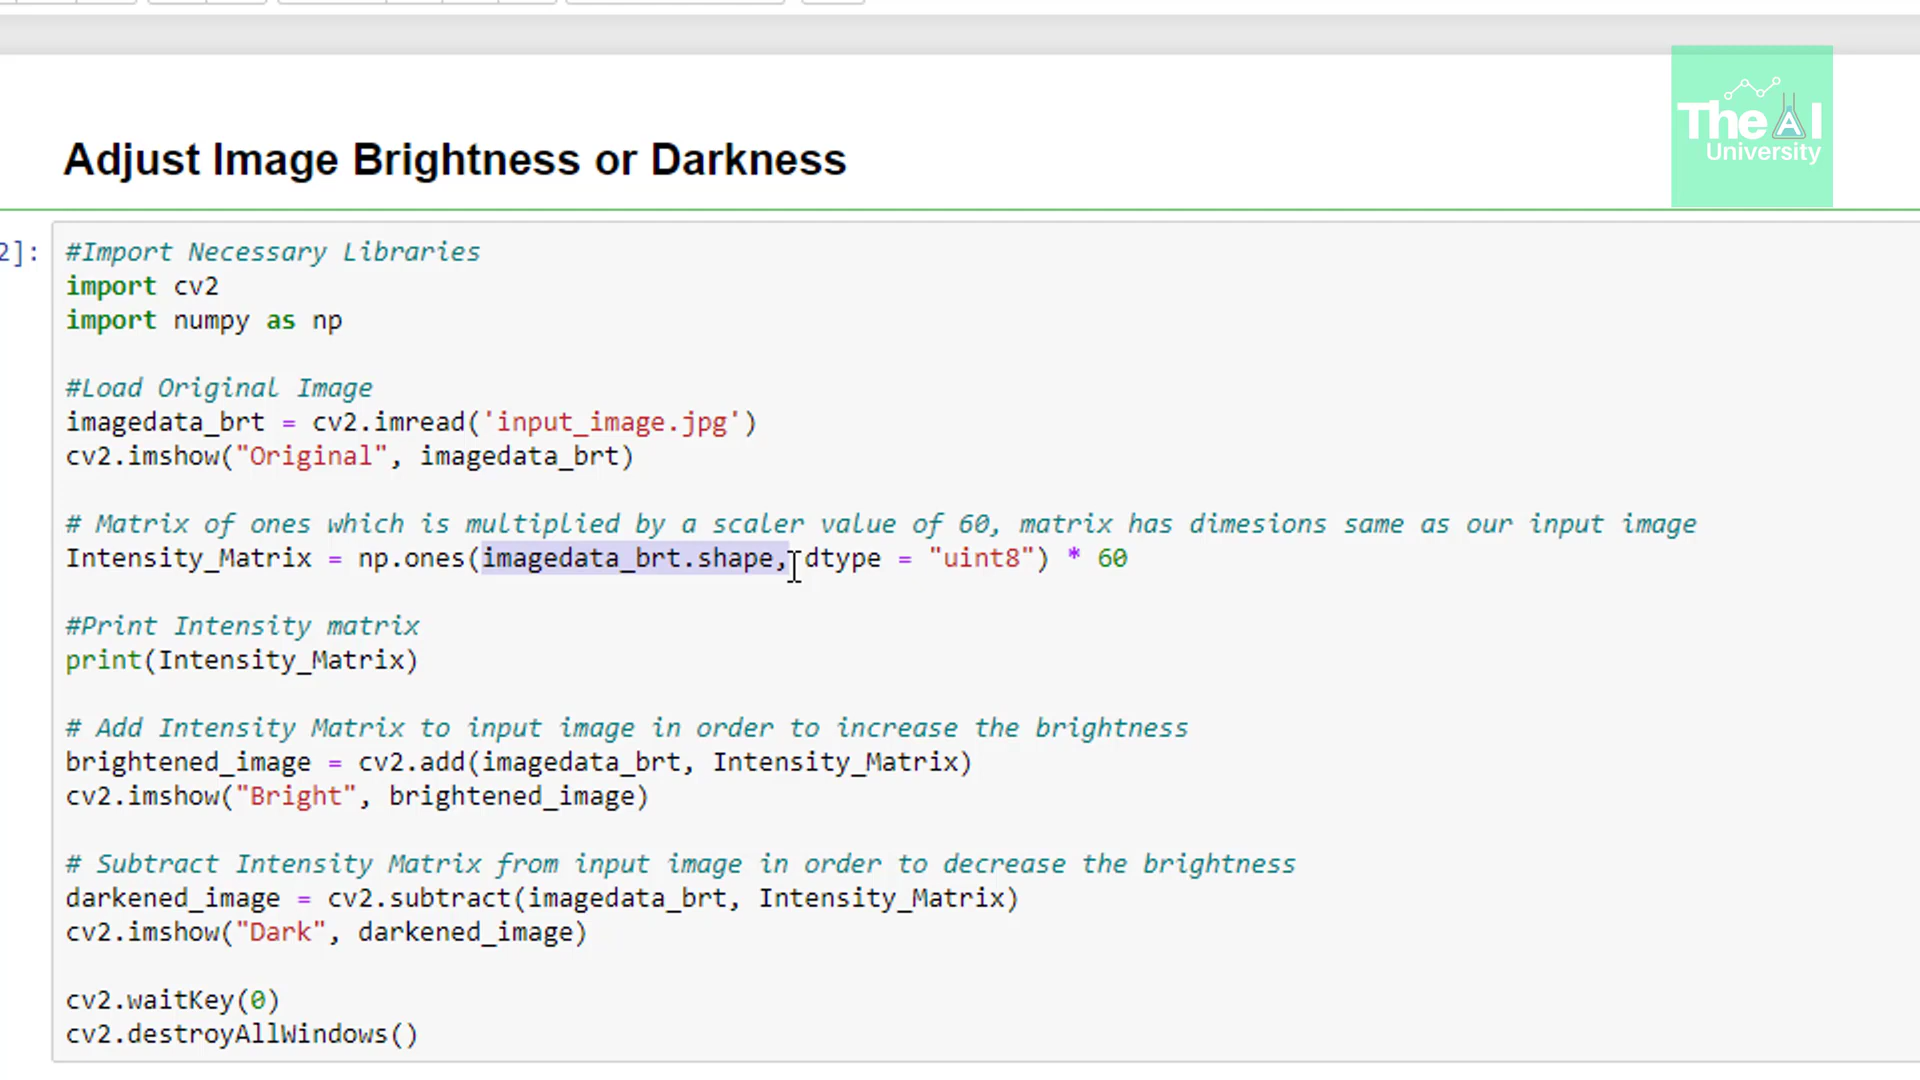 The AI
University
Adjust Image Brightness or Darkness
2]:
#Import Necessary Libraries
import cv2
import numpy as np
#Load Original Image
imagedata_brt = cv2.imread('input_image.jpg')
cv2.imshow("Original", imagedata_brt)
# Matrix of ones which is multiplied by a scaler value of 60, matrix has dimesions same as our input image
Intensity_Matrix = np.ones(imagedata_brt.shape, dtype = "uint8") * 60
#Print Intensity matrix
print(Intensity_Matrix)
# Add Intensity Matrix to input image in order to increase the brightness
brightened_image = cv2.add(imagedata_brt, Intensity_Matrix)
cv2.imshow("Bright", brightened_image)
# Subtract Intensity Matrix from input image in order to decrease the brightness
darkened_image = cv2.subtract(imagedata_brt, Intensity_Matrix)
cv2.imshow("Dark", darkened_image)
cv2.waitKey(0)
cv2.destroyAllWindows()